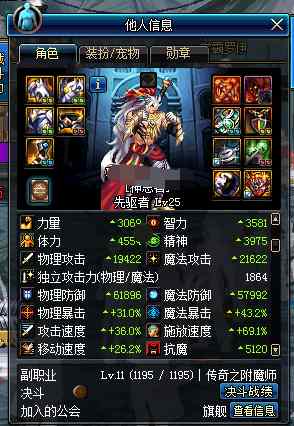 他人信息
角色 装扮/宠物 勋章
先驱者 Lv25
力量 智力 3581
体力 455 精神 3975
物理攻击 19422 魔法攻击 21622
独立攻击力(物理/魔法) 1864
物理防御 61696 魔法防御 57992
物理暴击 +31.0% 魔法暴击 +43.2%
攻击速度 +36.0% 施放速度 +69.1%
移动速度 +26.2% 抗魔 5120
副职业 Lv.11 (1195 / 1195) | 传奇之附魔师
决斗 决斗战绩
加入的公会 旗舰 查看信息